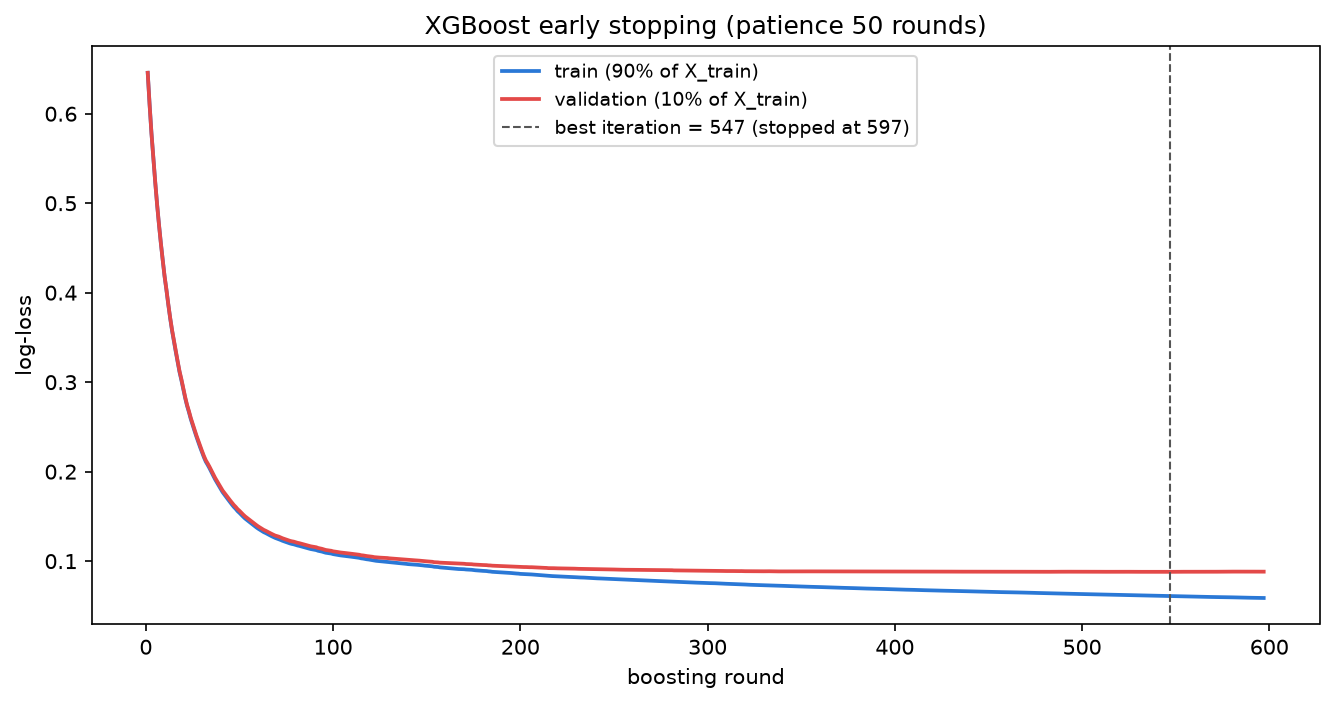 XGBoost early stopping (patience 50 rounds)
train (90% of X_train)
validation (10% of X_train)
best iteration = 547 (stopped at 597)
log-loss
0.6
0.5
0.4
0.3
0.2
0.1
0 100 200 300 400 500 600
boosting round